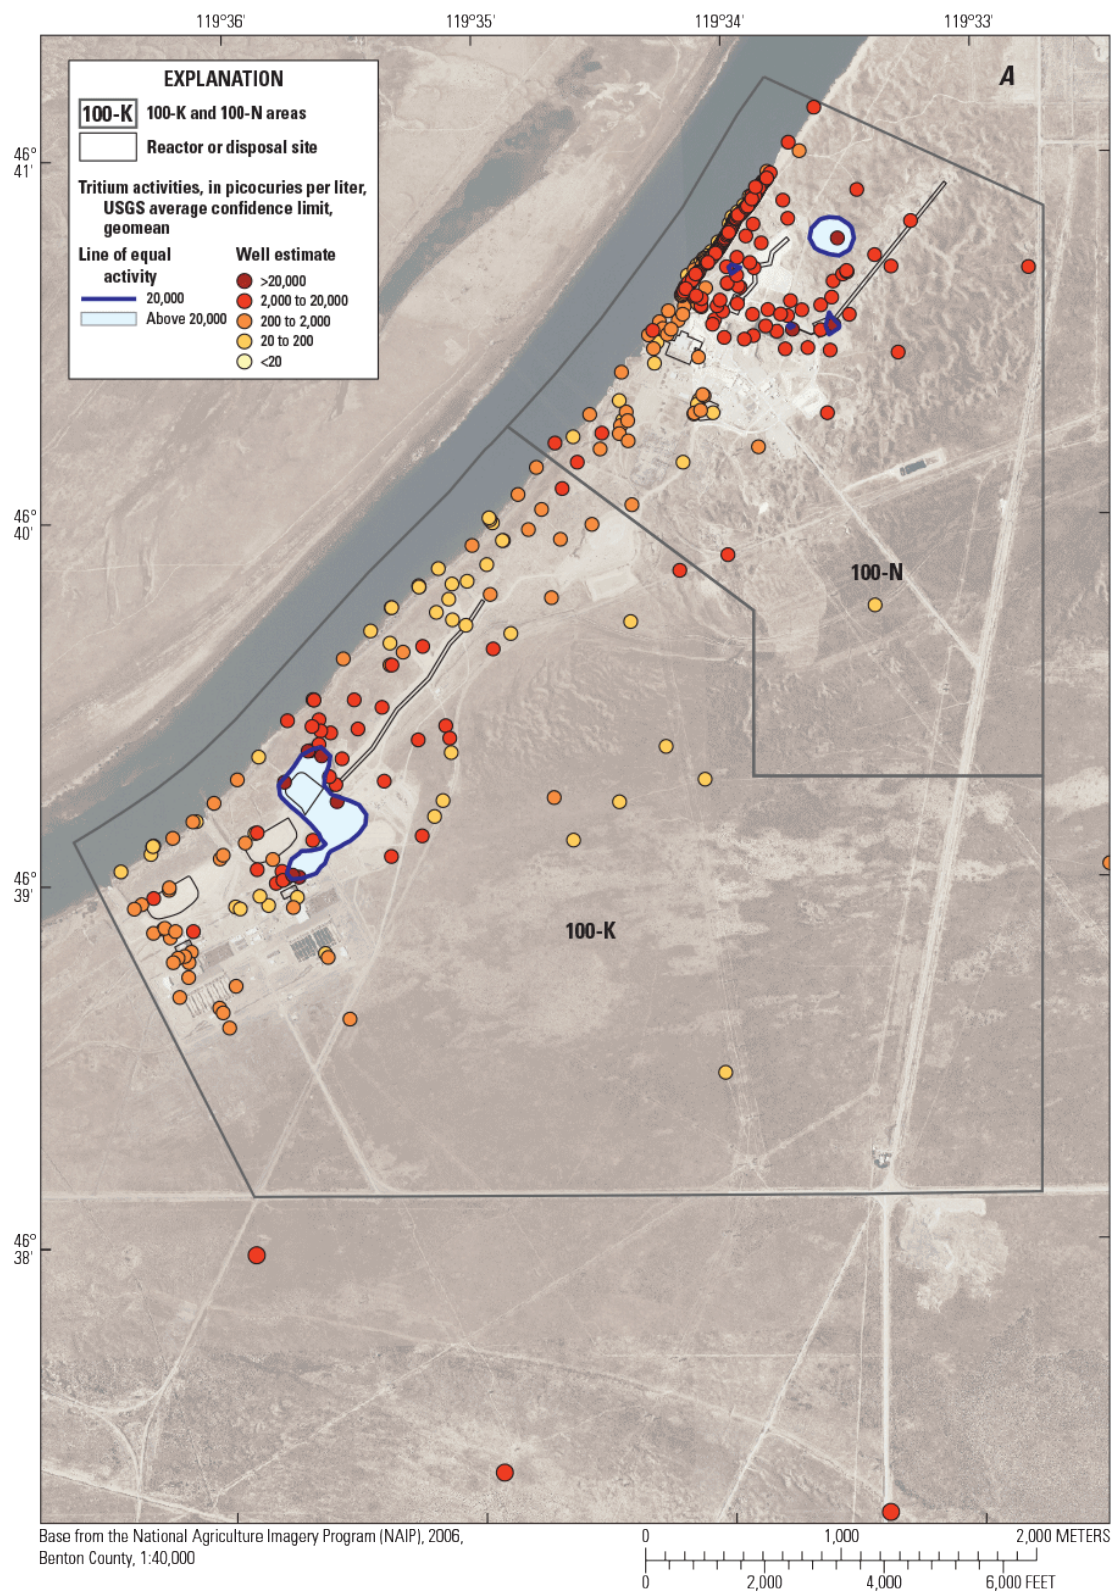 119°36' 119°35' 119°34' 119°33'
A
EXPLANATION
100-K 100-K and 100-N areas
Reactor or disposal site
Tritium activities, in picocuries per liter,
USGS average confidence limit,
geomean
Line of equal
activity
20,000
Above 20,000
Well estimate
>20,000
2,000 to 20,000
200 to 2,000
20 to 200
<20
46°
41'
46°
40'
100-N
46°
39'
100-K
46°
38'
Base from the National Agriculture Imagery Program (NAIP), 2006,
Benton County, 1:40,000
0 1,000 2,000 METERS
0 2,000 4,000 6,000 FEET